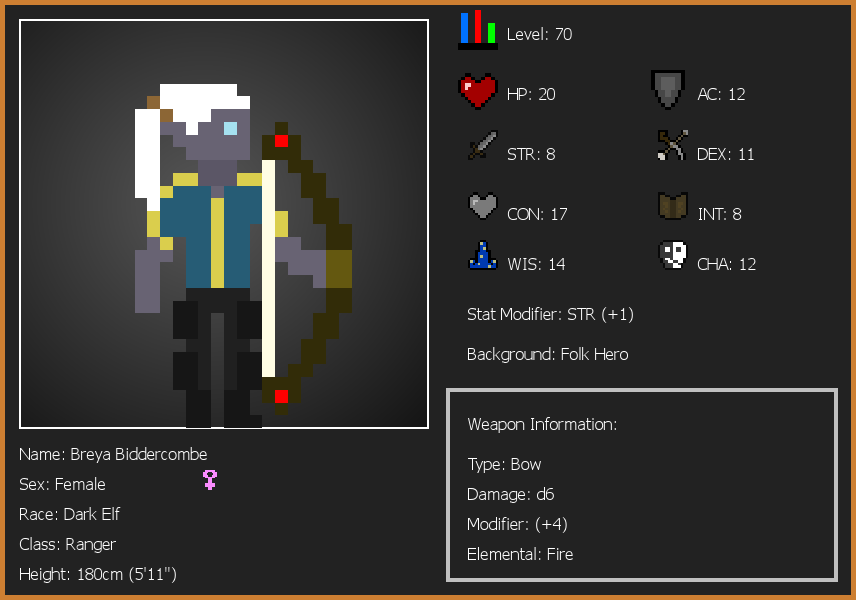 Level: 70
HP: 20
AC: 12
STR: 8
DEX: 11
CON: 17
INT: 8
WIS: 14
CHA: 12
Stat Modifier: STR (+1)
Background: Folk Hero
Weapon Information:
Type: Bow
Damage: d6
Modifier: (+4)
Elemental: Fire
Name: Breya Biddercombe
Sex: Female
Race: Dark Elf
Class: Ranger
Height: 180cm (5'11")